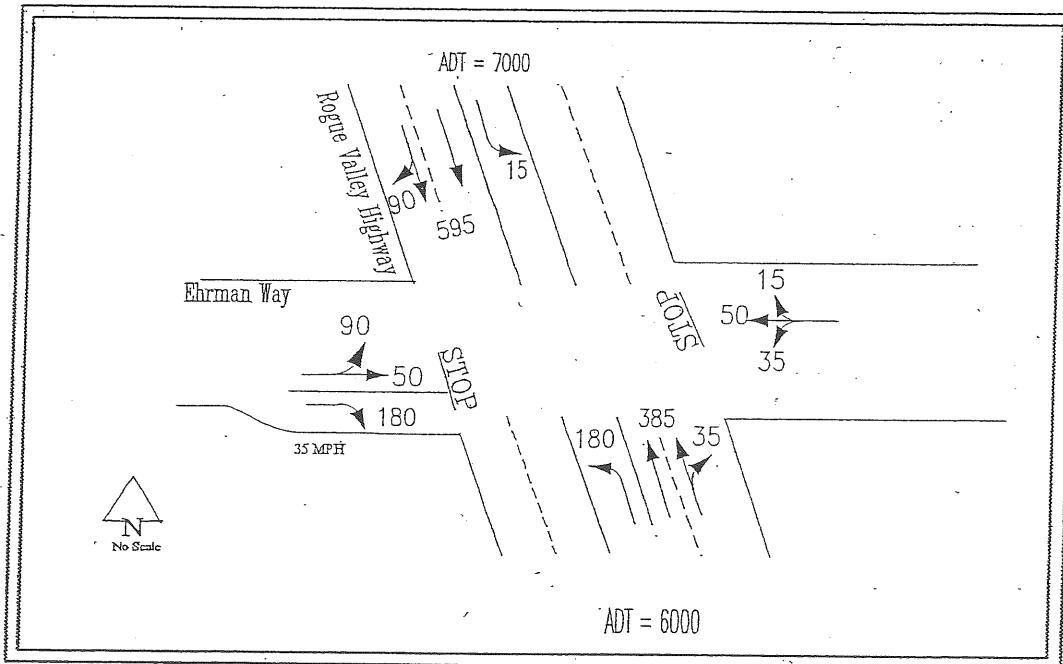 ADT = 7000
Rogue Valley Highway
15
90
595
Ehrman Way
15
50
35
STOP
90
50
STOP
180
385
35
180
35 MPH
N
No Scale
ADT = 6000